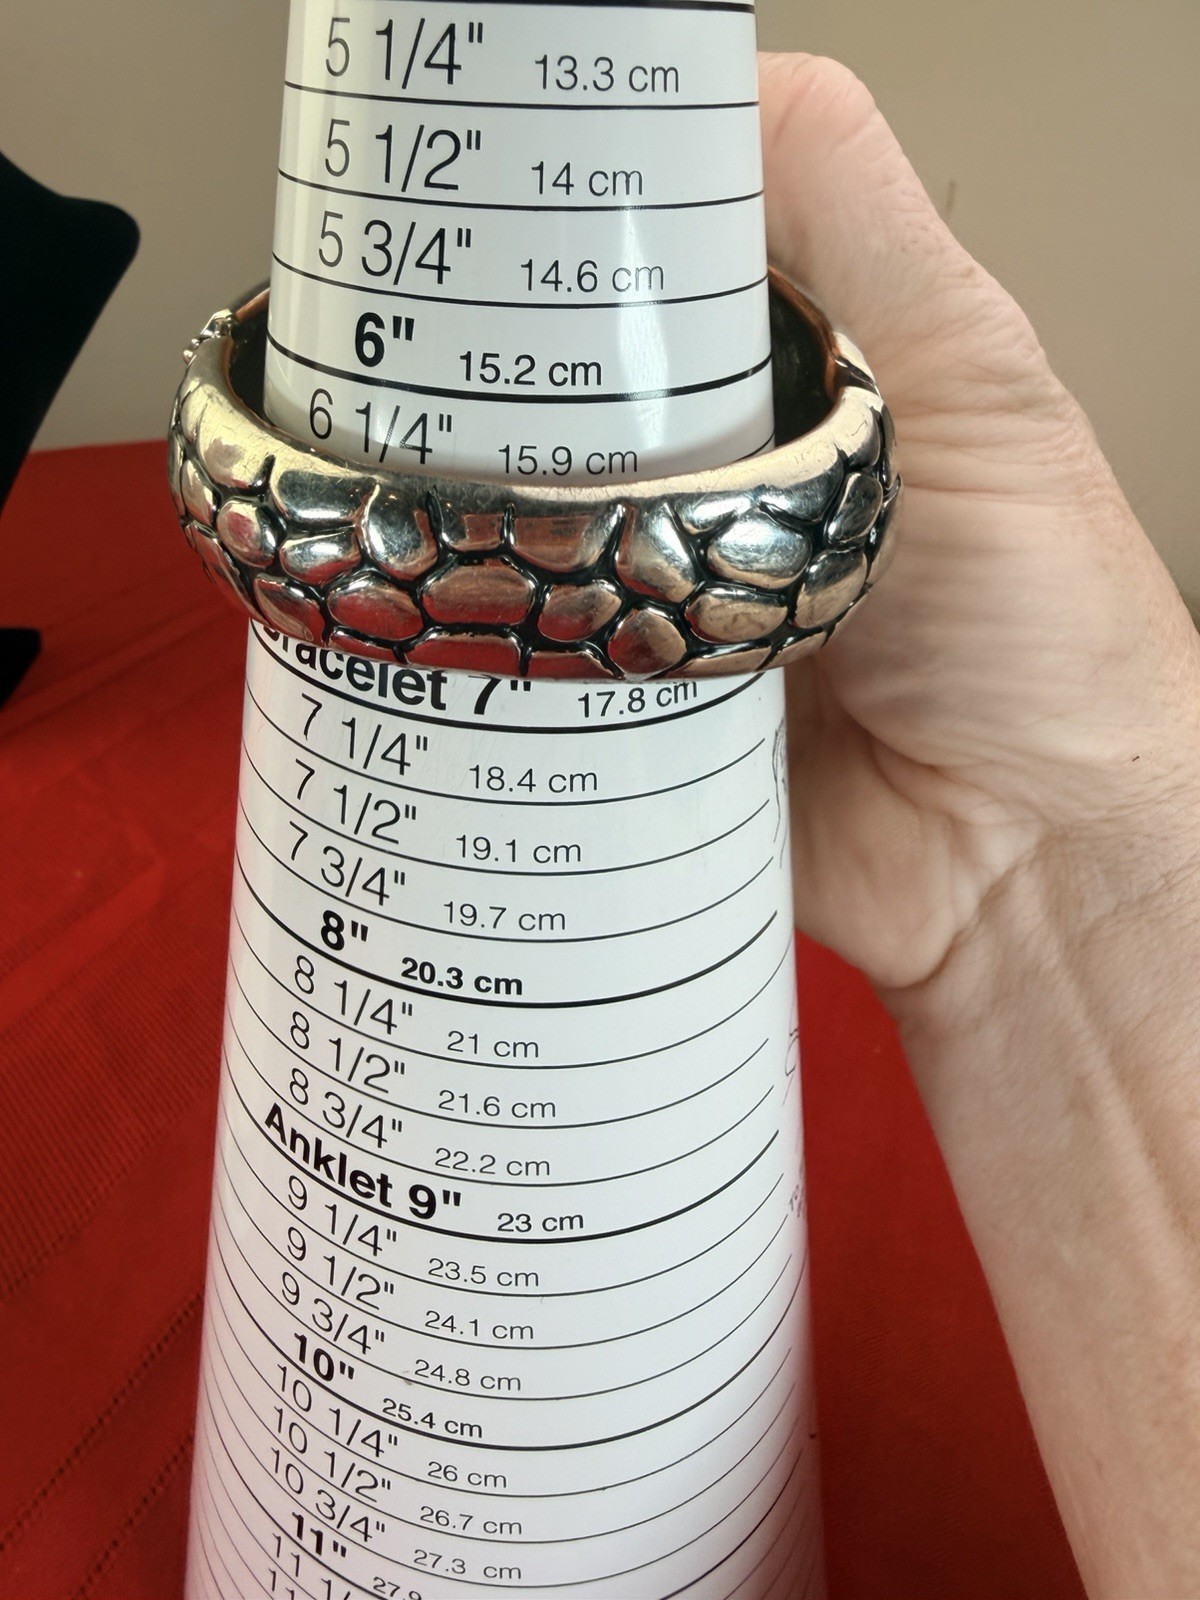 5 1/4" 13.3 cm
5 1/2" 14 cm
5 3/4" 14.6 cm
6" 15.2 cm
6 1/4" 15.9 cm
Bracelet 7" 17.8 cm
7 1/4" 18.4 cm
7 1/2" 19.1 cm
7 3/4" 19.7 cm
8" 20.3 cm
8 1/4" 21 cm
8 1/2" 21.6 cm
8 3/4" 22.2 cm
Anklet 9" 23 cm
9 1/4" 23.5 cm
9 1/2" 24.1 cm
9 3/4" 24.8 cm
10" 25.4 cm
10 1/4" 26 cm
10 1/2" 26.7 cm
10 3/4" 27.3 cm
11" 27.9
11 1/
11